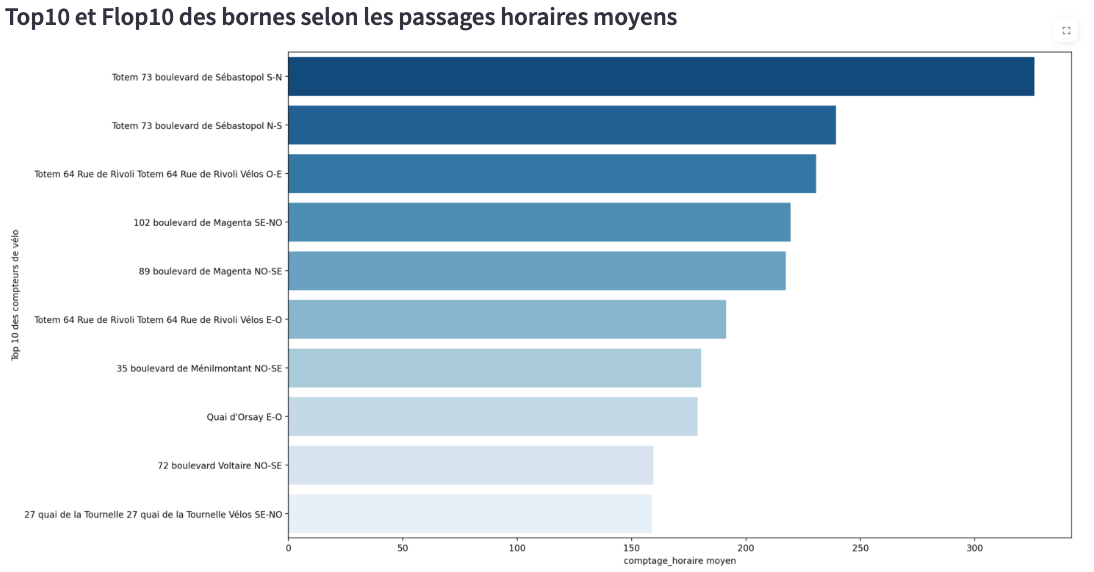 Top10 et Flop10 des bornes selon les passages horaires moyens
Top 10 des compteurs de vélo
Totem 73 boulevard de Sébastopol S-N
Totem 73 boulevard de Sébastopol N-S
Totem 64 Rue de Rivoli Totem 64 Rue de Rivoli Vélos O-E
102 boulevard de Magenta SE-NO
89 boulevard de Magenta NO-SE
Totem 64 Rue de Rivoli Totem 64 Rue de Rivoli Vélos E-O
35 boulevard de Ménilmontant NO-SE
Quai d'Orsay E-O
72 boulevard Voltaire NO-SE
27 quai de la Tournelle 27 quai de la Tournelle Vélos SE-NO
0 50 100 150 200 250 300
comptage_horaire moyen